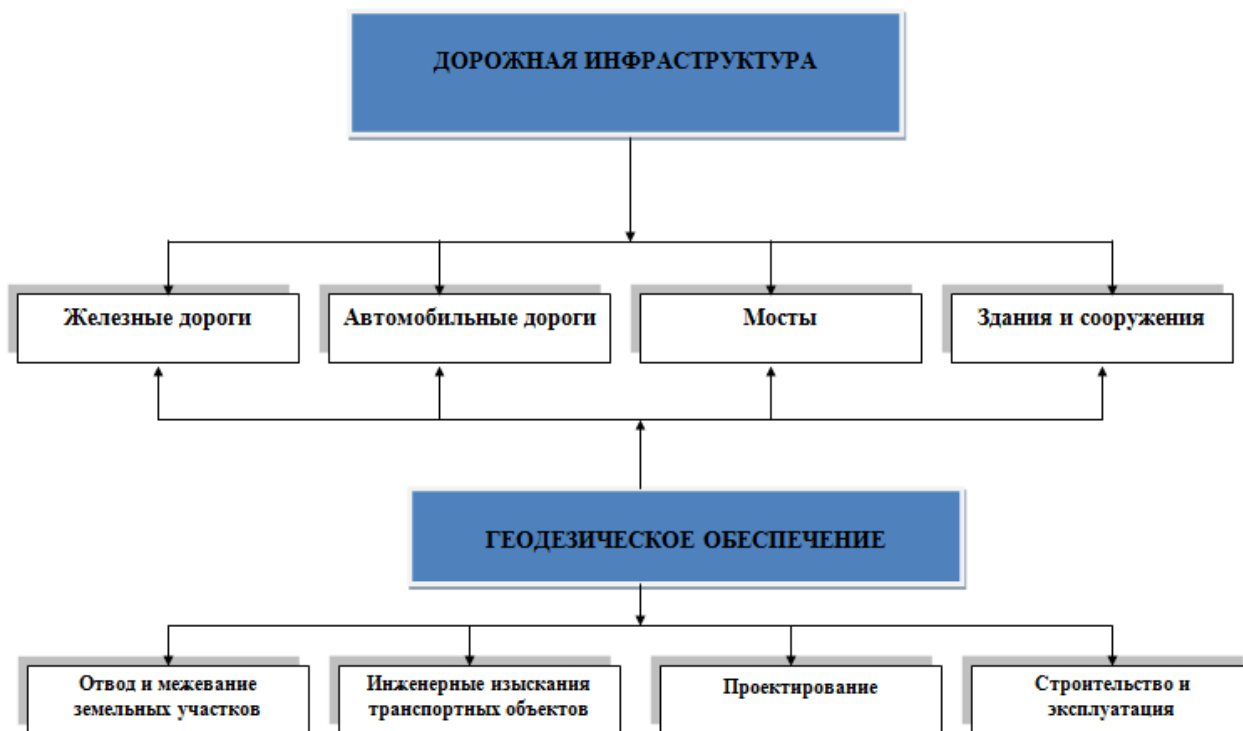 ДОРОЖНАЯ ИНФРАСТРУКТУРА
Железные дороги
Автомобильные дороги
Мосты
Здания и сооружения
ГЕОДЕЗИЧЕСКОЕ ОБЕСПЕЧЕНИЕ
Отвод и межевание
земельных участков
Инженерные изыскания
транспортных объектов
Проектирование
Строительство и
эксплуатация